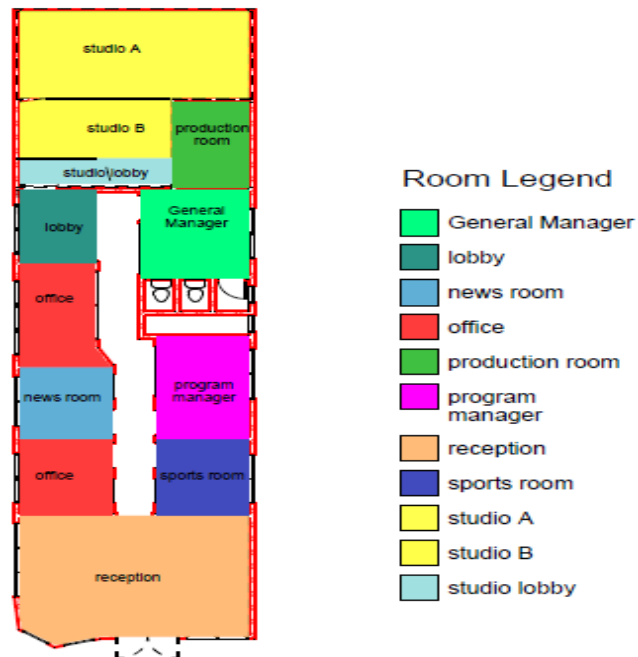 studio A
studio B
production
room
studio\lobby
General
Manager
lobby
office
program
manager
news room
office
sports room
reception
Room Legend
General Manager
lobby
news room
office
production room
program
manager
reception
sports room
studio A
studio B
studio lobby